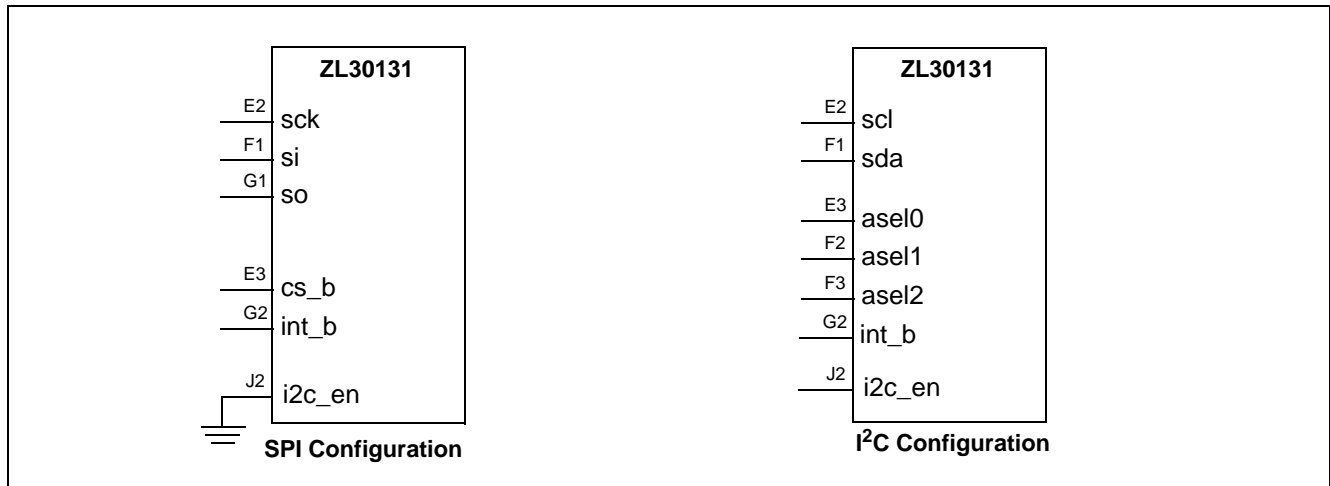 ZL30131
E2
sck
F1
si
G1
so
E3
cs_b
G2
int_b
J2
i2c_en
SPI Configuration
ZL30131
E2
scl
F1
sda
E3
asel0
F2
asel1
F3
asel2
G2
int_b
J2
i2c_en
I²C Configuration